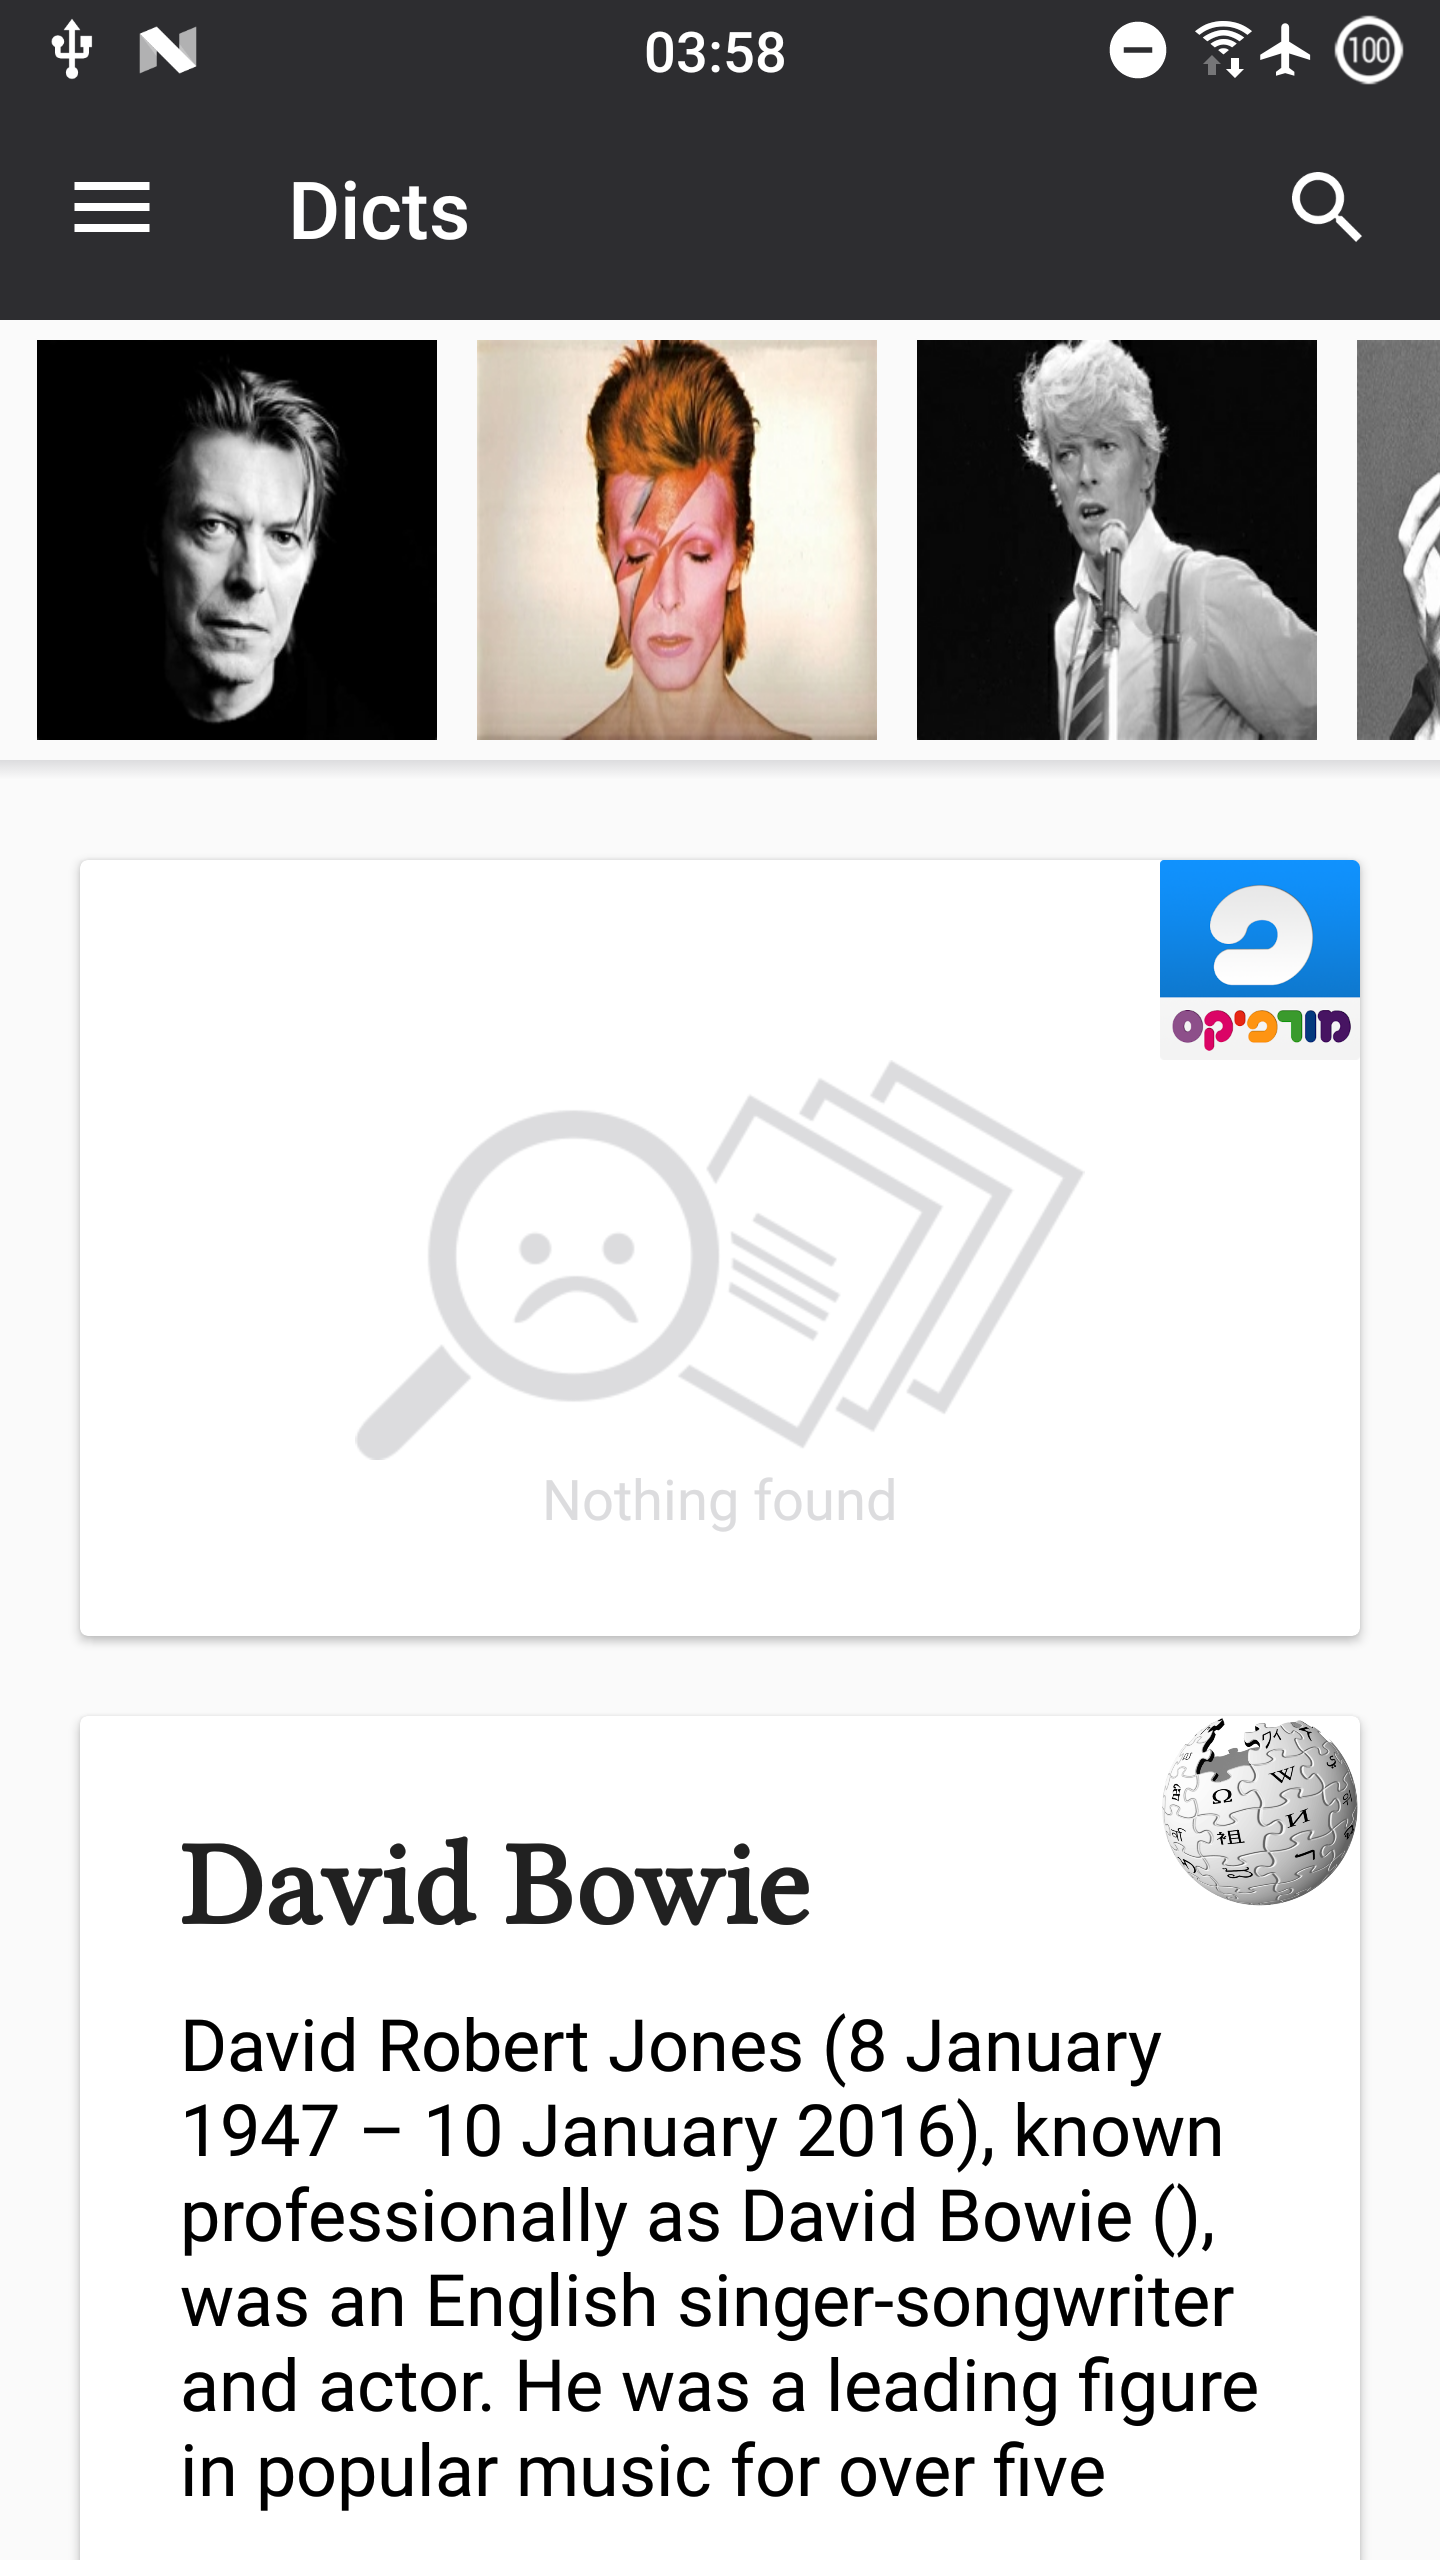 03:58
100
Dicts
מורפיקס
Nothing found
David Bowie
David Robert Jones (8 January
1947 – 10 January 2016), known
professionally as David Bowie (),
was an English singer-songwriter
and actor. He was a leading figure
in popular music for over five